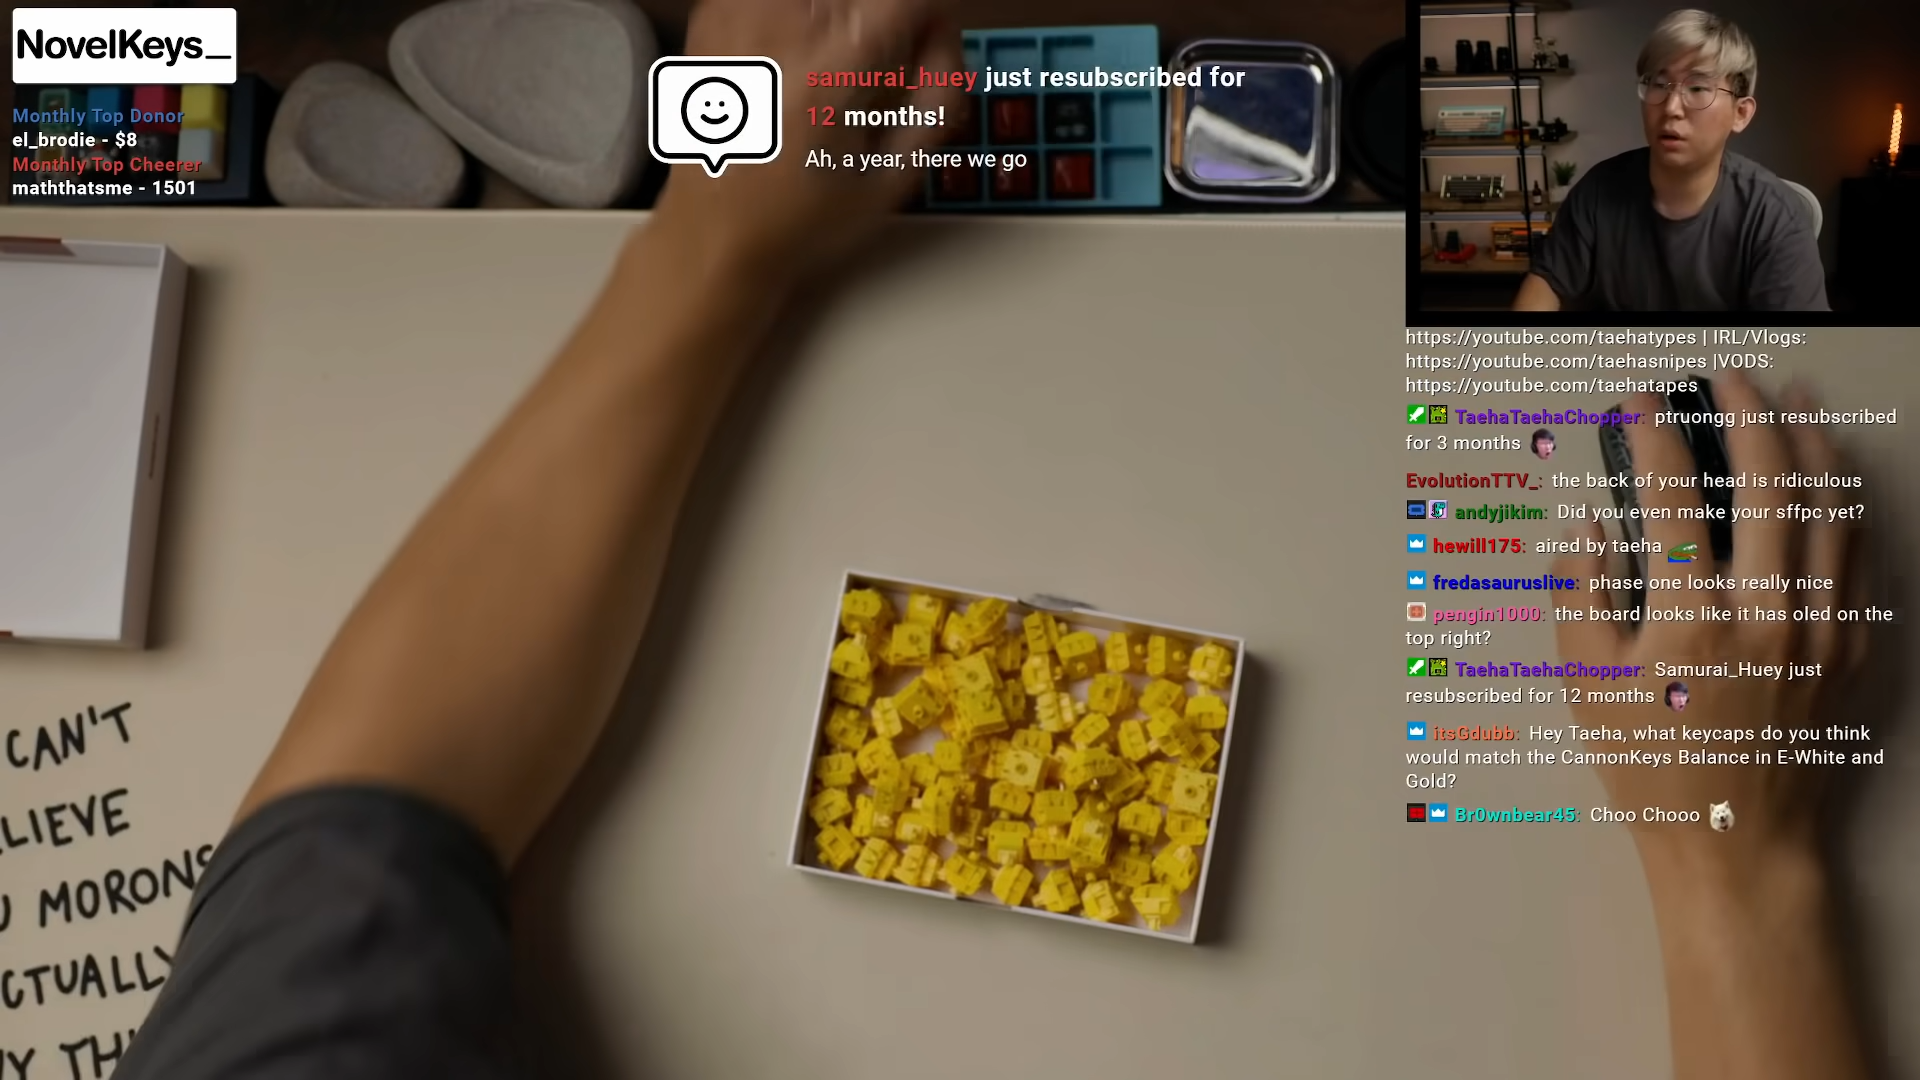 NovelKeys_
Monthly Top Donor
el_brodie - $8
Monthly Top Cheerer
maththatsme - 1501
samurai_huey just resubscribed for
12 months!
Ah, a year, there we go
https://youtube.com/taehatypes | IRL/Vlogs:
https://youtube.com/taehasnipes |VODS:
https://youtube.com/taehatapes
TaehaTaehaChopper: ptruongg just resubscribed
for 3 months
EvolutionTTV_: the back of your head is ridiculous
andyjikim: Did you even make your sffpc yet?
hewill175: aired by taeha
fredasauruslive: phase one looks really nice
pengin1000: the board looks like it has oled on the
top right?
TaehaTaehaChopper: Samurai_Huey just
resubscribed for 12 months
itsGdubb: Hey Taeha, what keycaps do you think
would match the CannonKeys Balance in E-White and
Gold?
Br0wnbear45: Choo Chooo
CAN'T
LIEVE
U MORONS
CTUALLY
Y THI